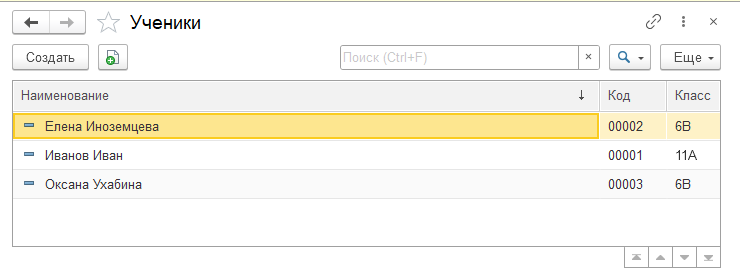 Ученики
Создать Поиск (Ctrl+F) × Еще
Наименование ↓ Код Класс
Елена Иноземцева 00002 6В
Иванов Иван 00001 11А
Оксана Ухабина 00003 6В